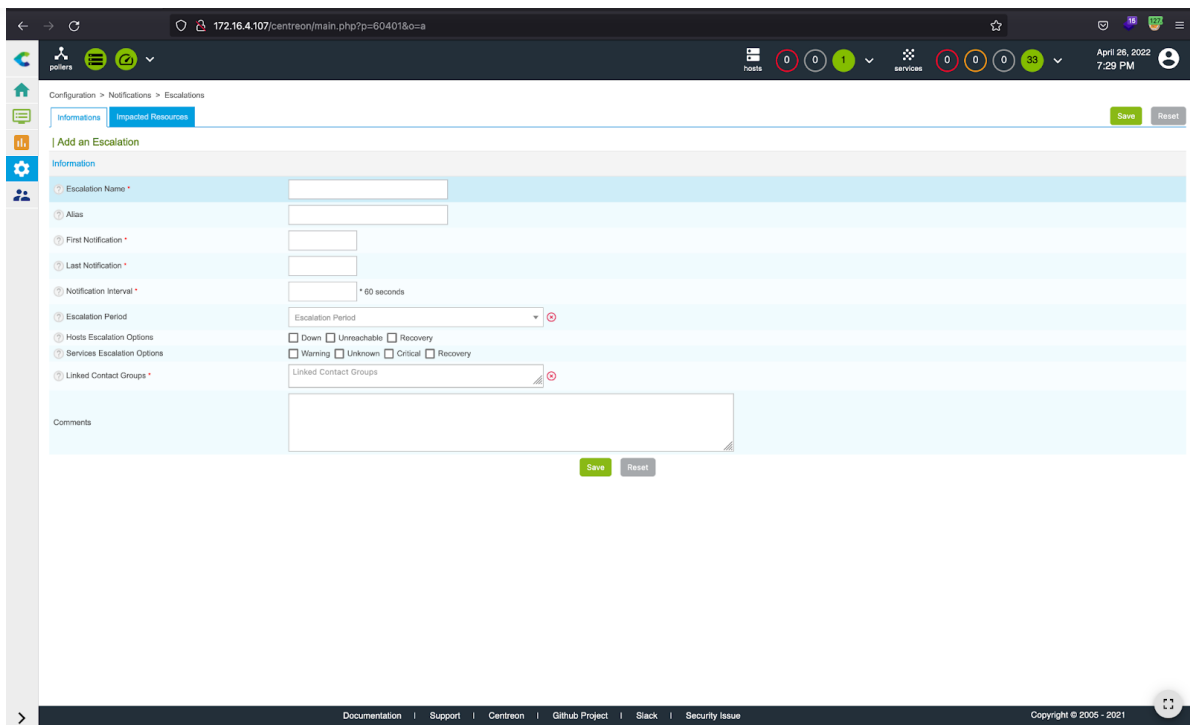 172.16.4.107/centreon/main.php?p=60401&o=a
15
127.
pollers
hosts
0
0
1
services
0
0
0
33
April 26, 2022
7:29 PM
Configuration > Notifications > Escalations
Informations
Impacted Resources
Save
Reset
| Add an Escalation
Information
? Escalation Name *
? Alias
? First Notification *
? Last Notification *
? Notification Interval *
* 60 seconds
? Escalation Period
Escalation Period
? Hosts Escalation Options
Down Unreachable Recovery
? Services Escalation Options
Warning Unknown Critical Recovery
? Linked Contact Groups *
Linked Contact Groups
Comments
Save
Reset
Documentation | Support | Centreon | Github Project | Slack | Security Issue
Copyright © 2005 - 2021